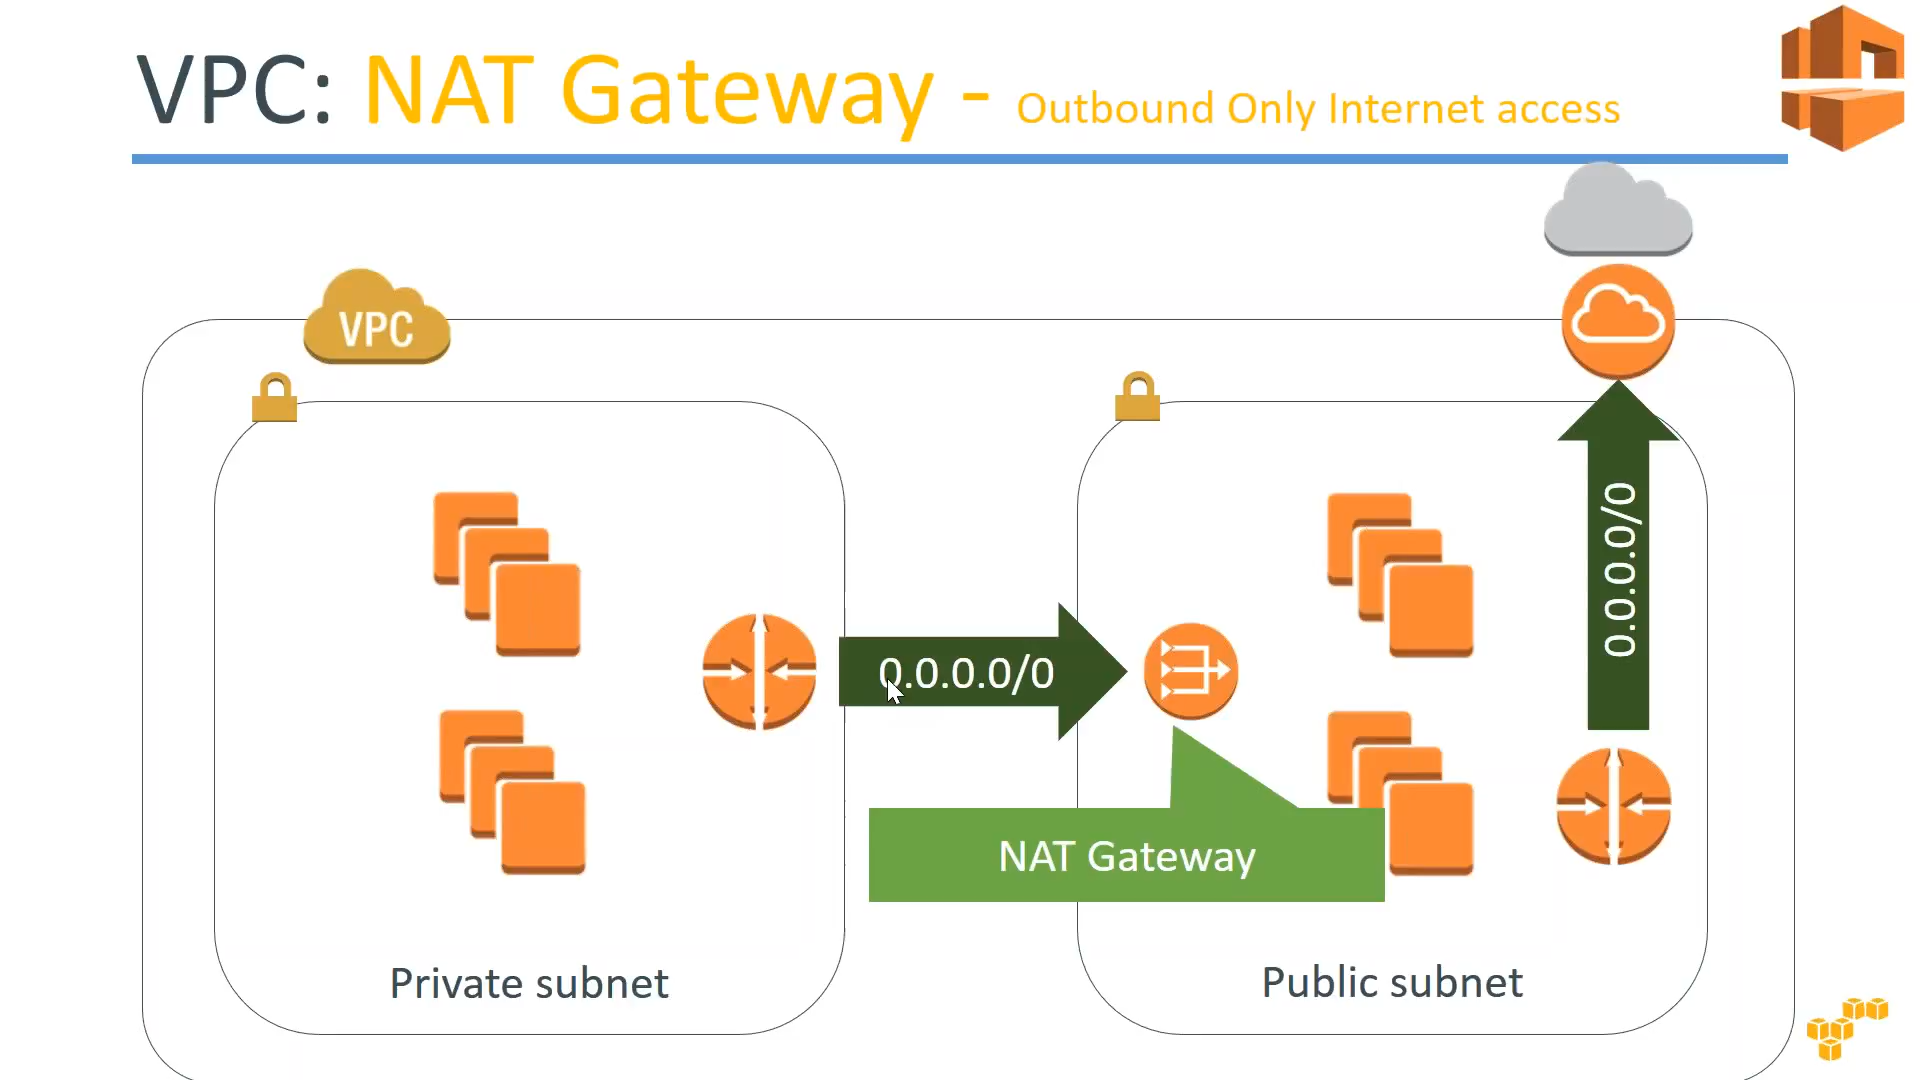 VPC: NAT Gateway - Outbound Only Internet access
VPC
0.0.0.0/0
0.0.0.0/0
NAT Gateway
Private subnet
Public subnet